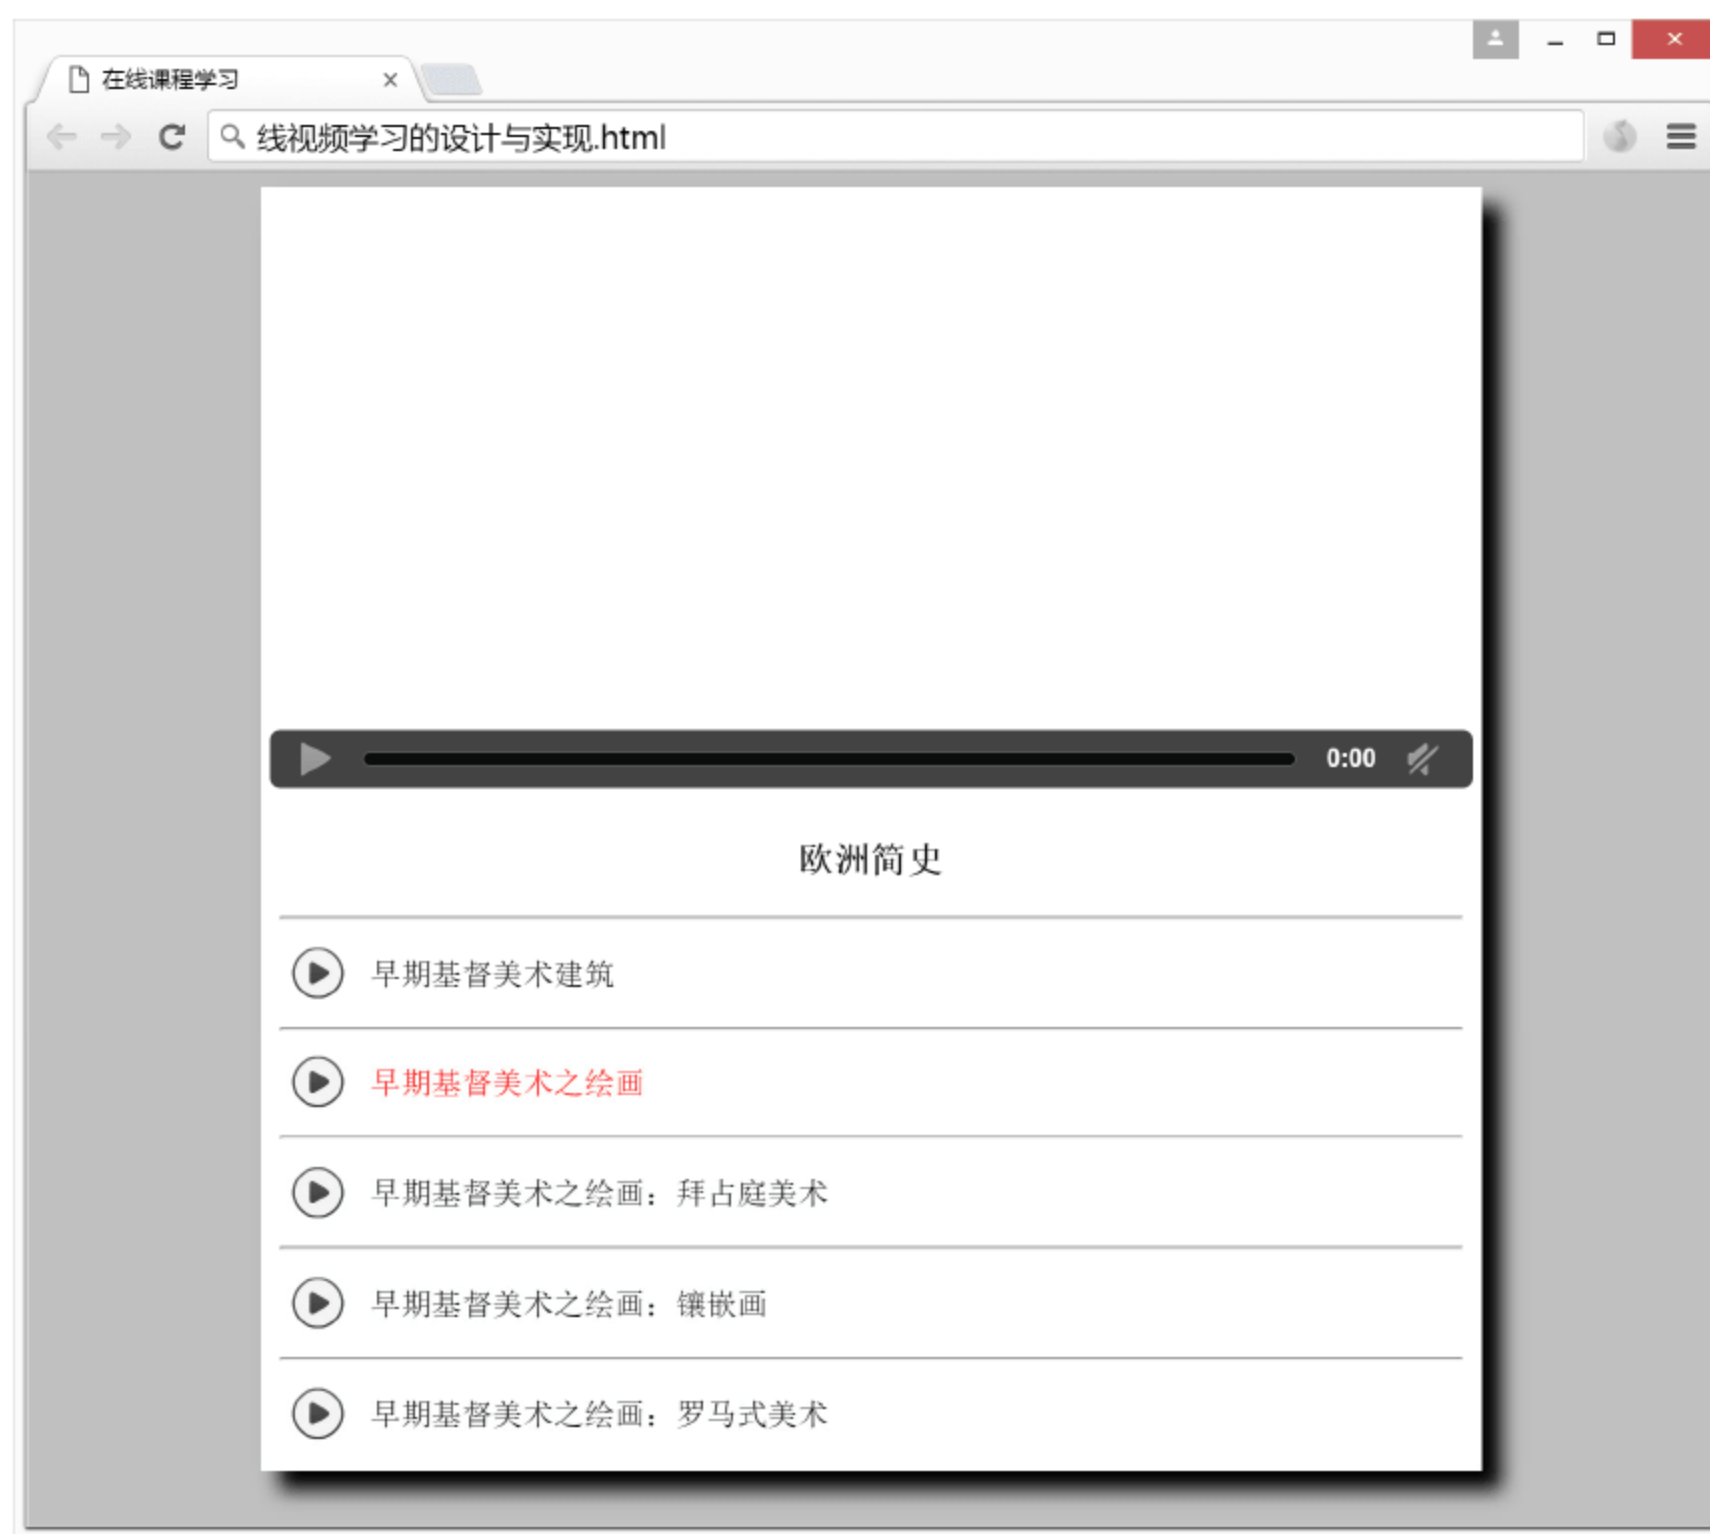 在线课程学习
线视频学习的设计与实现.html
0:00
欧洲简史
早期基督美术建筑
早期基督美术之绘画
早期基督美术之绘画：拜占庭美术
早期基督美术之绘画：镶嵌画
早期基督美术之绘画：罗马式美术